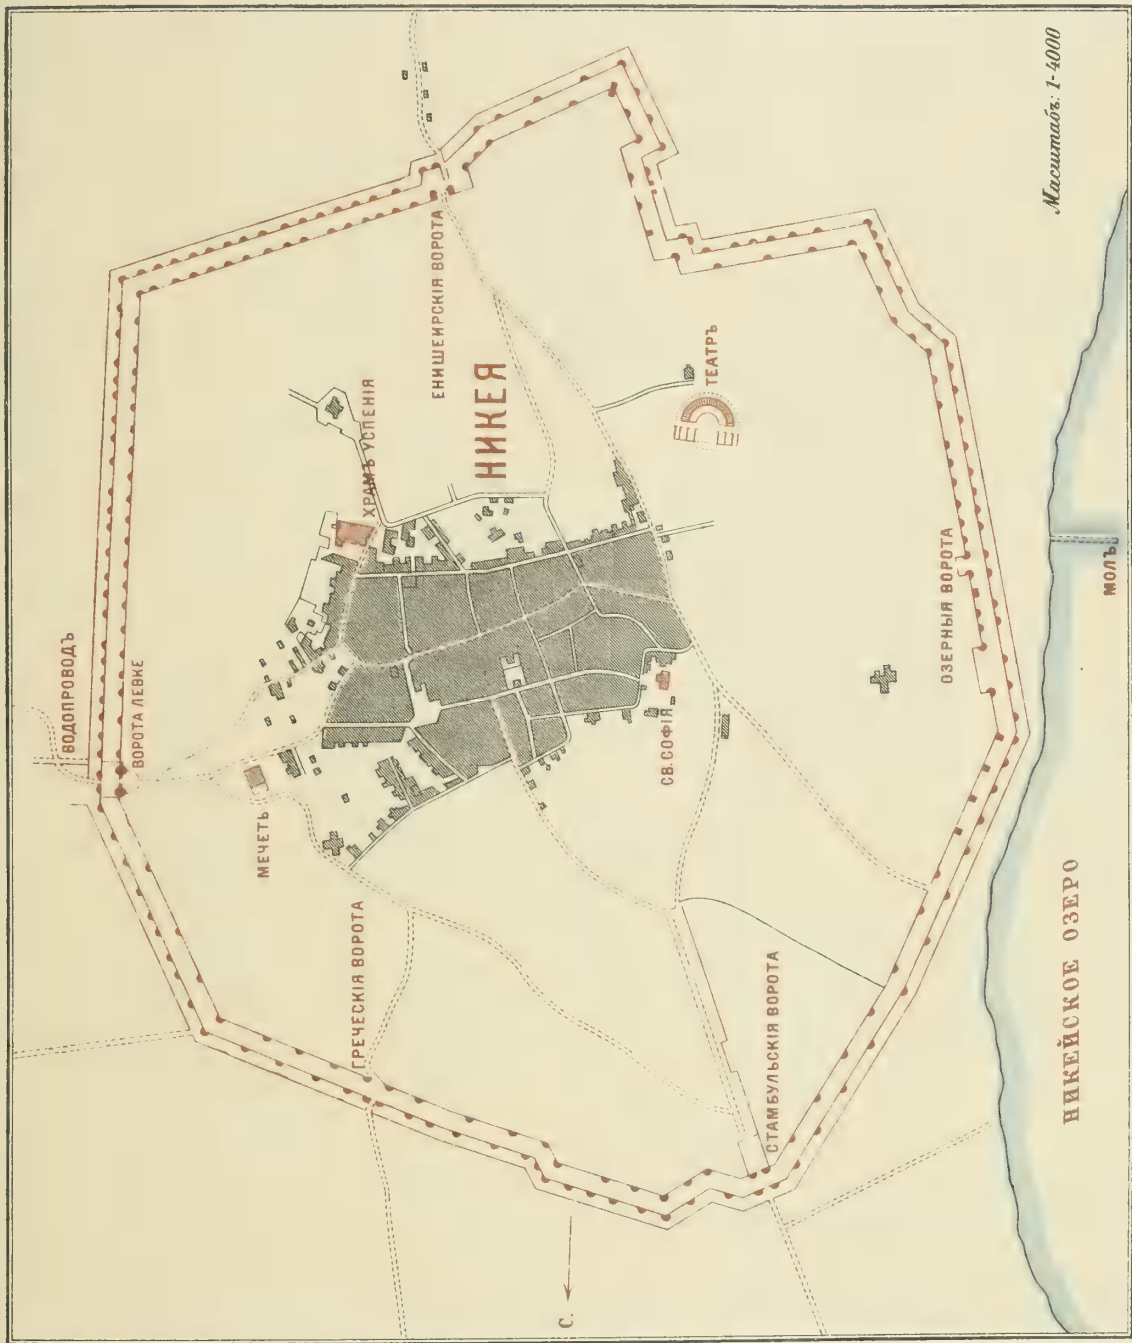 Масштабъ: 1-4000
ЕНИШЕИРСКІЯ ВОРОТА
НИКЕЯ
ТЕАТРЪ
ХРАМЪ УСПЕНІЯ
ВОДОПРОВОДЪ
ВОРОТА ЛЕВКЕ
МЕЧЕТЬ
СВ. СОФІЯ
ОЗЕРНЫЯ ВОРОТА
МОЛЪ
ГРЕЧЕСКІЯ ВОРОТА
СТАМБУЛЬСКІЯ ВОРОТА
НИКЕЙСКОЕ ОЗЕРО
С.